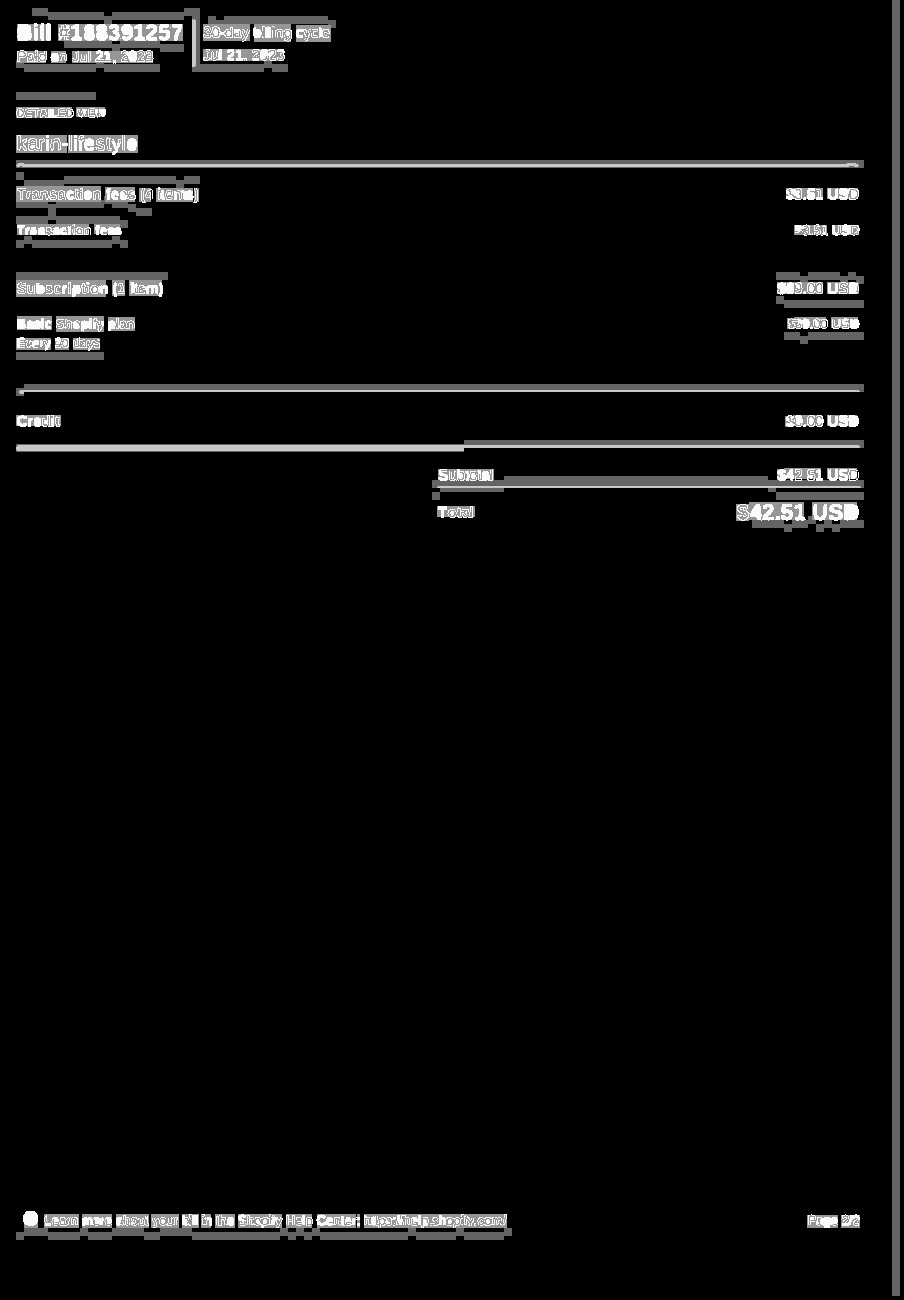 Bill #188391257
Paid on Jul 21, 2023
30-day billing cycle
Jul 21, 2023
DETAILED VIEW
karin-lifestyle
Transaction fees (4 items) $3.51 USD
Transaction fees $3.51 USD
Subscription (1 item) $39.00 USD
Basic Shopify plan $39.00 USD
Every 30 days
Credit $0.00 USD
Subtotal $42.51 USD
Total $42.51 USD
Learn more about your bill in the Shopify Help Center: https://help.shopify.com/ Page 2/2